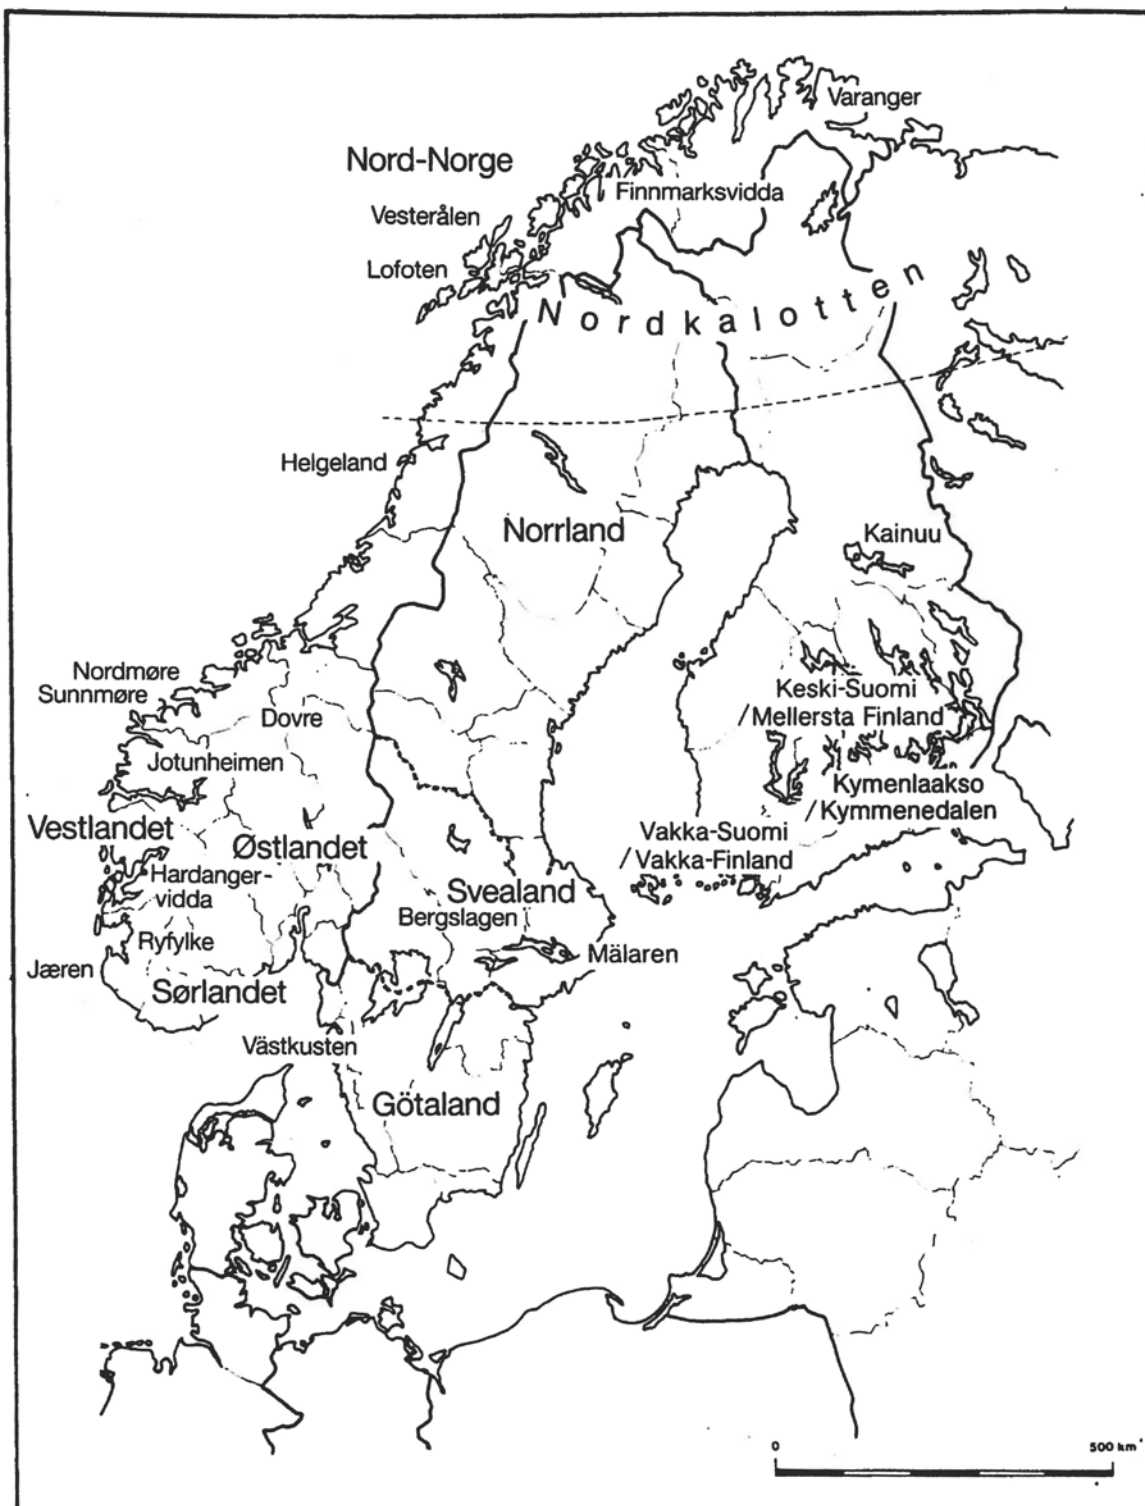 Varanger
Nord-Norge
Finnmarksvidda
Vesterålen
Lofoten
Nordkalotten
Helgeland
Norrland
Kainuu
Nordmøre
Sunnmøre
Keski-Suomi
/Mellersta Finland
Dovre
Jotunheimen
Kymenlaakso
/Kymmenedalen
Vestlandet
Østlandet
Vakka-Suomi
/Vakka-Finland
Hardanger-
vidda
Svealand
Bergslagen
Ryfylke
Mälaren
Jæren
Sørlandet
Västkusten
Götaland
0 500 km